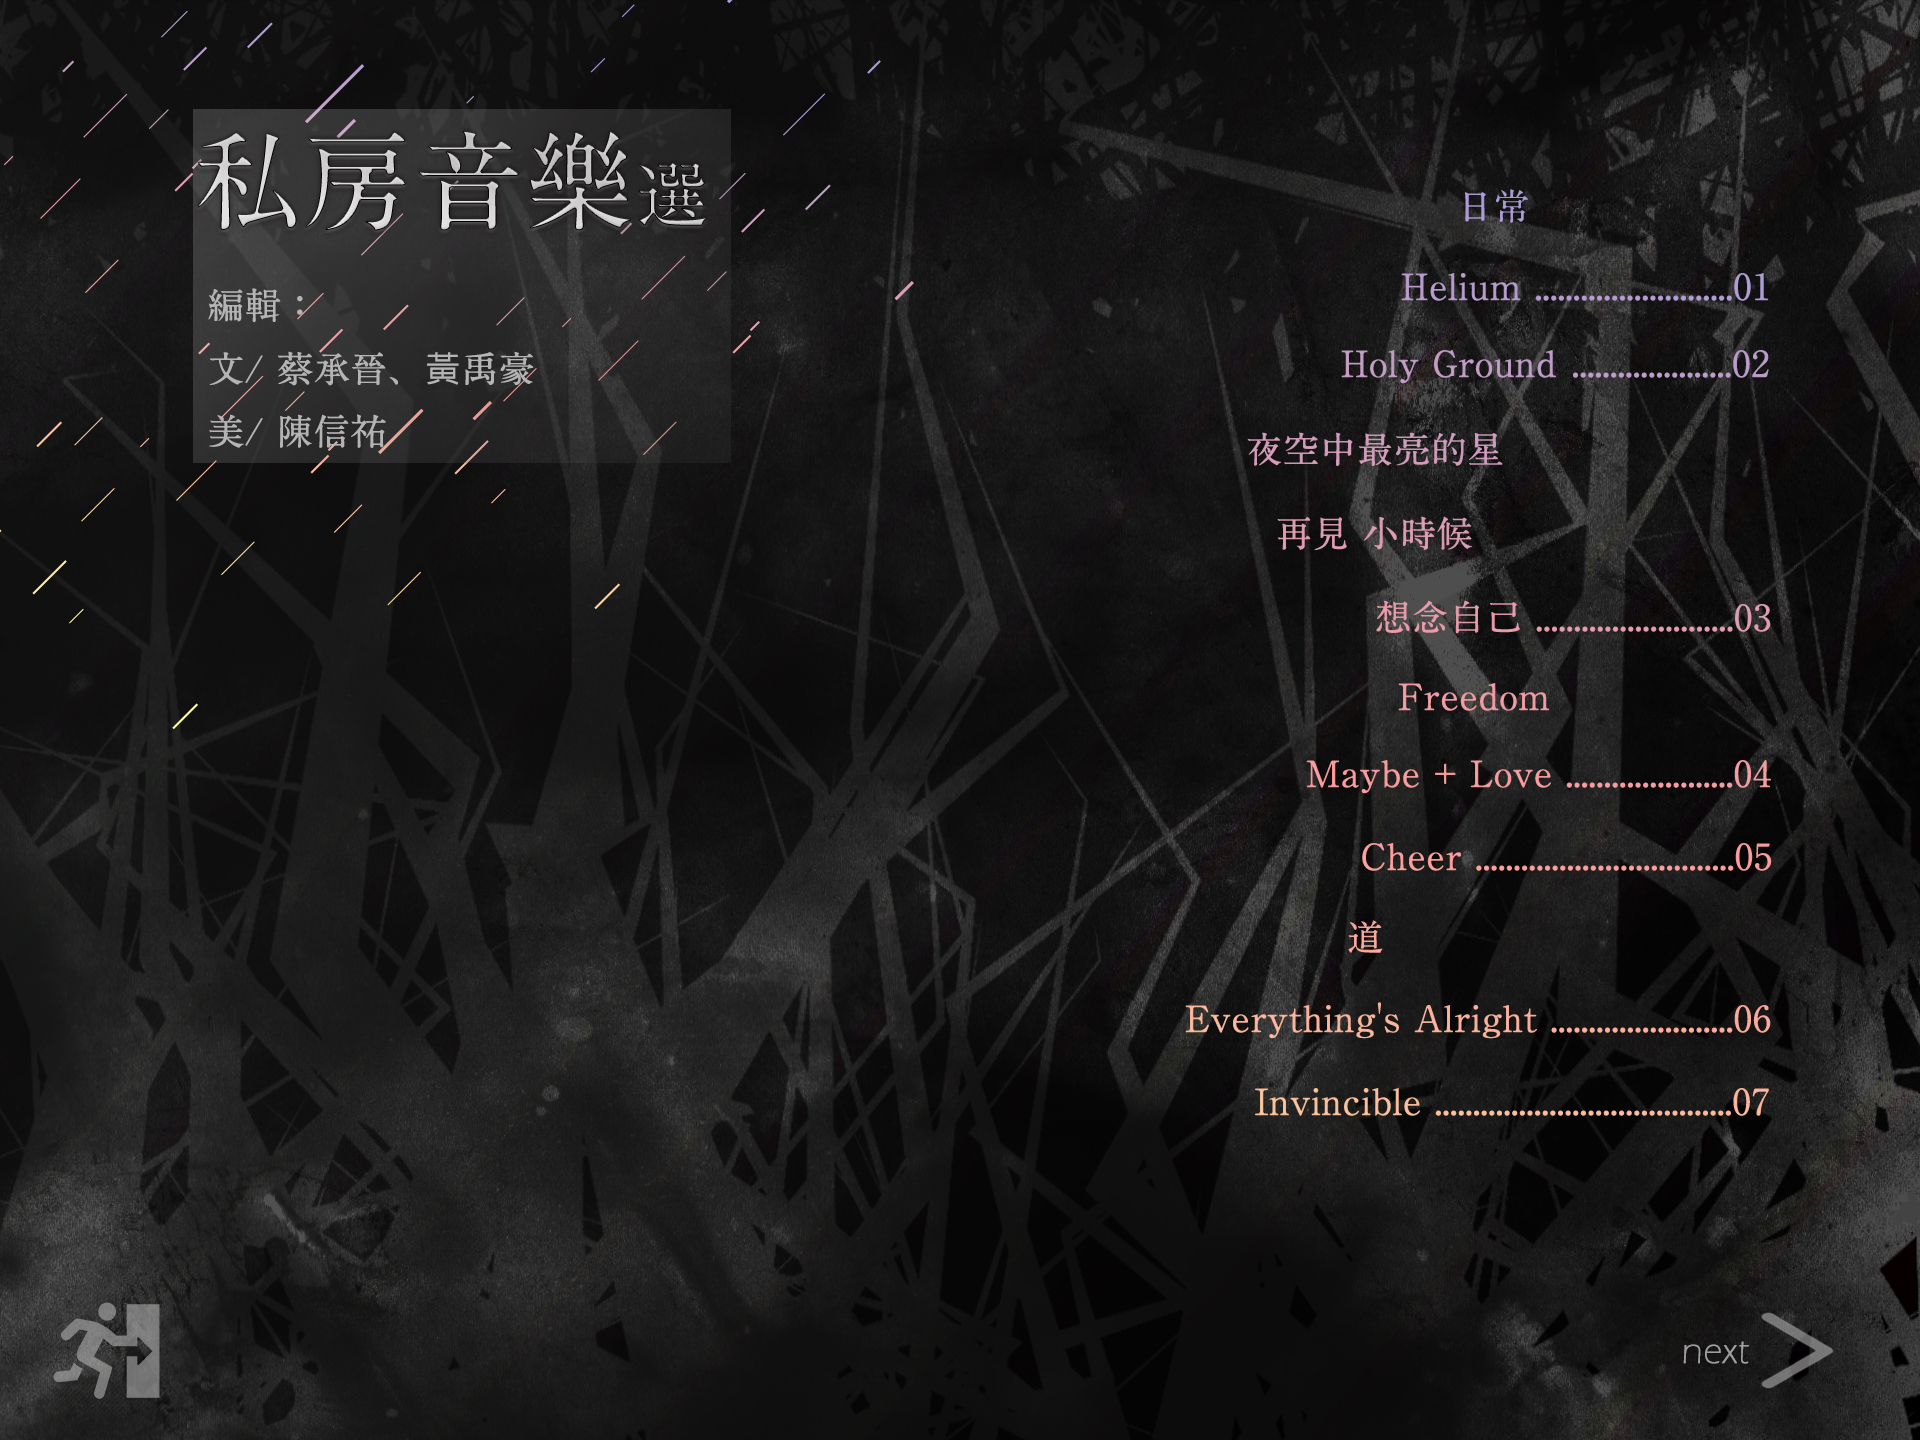 私房音樂選
編輯：
文/ 蔡承晉、黃禹豪
美/ 陳信祐
日常
Helium ..........................01
Holy Ground .....................02
夜空中最亮的星
再見 小時候
想念自己 ..........................03
Freedom
Maybe + Love ......................04
Cheer ..................................05
道
Everything's Alright ........................06
Invincible .......................................07
next